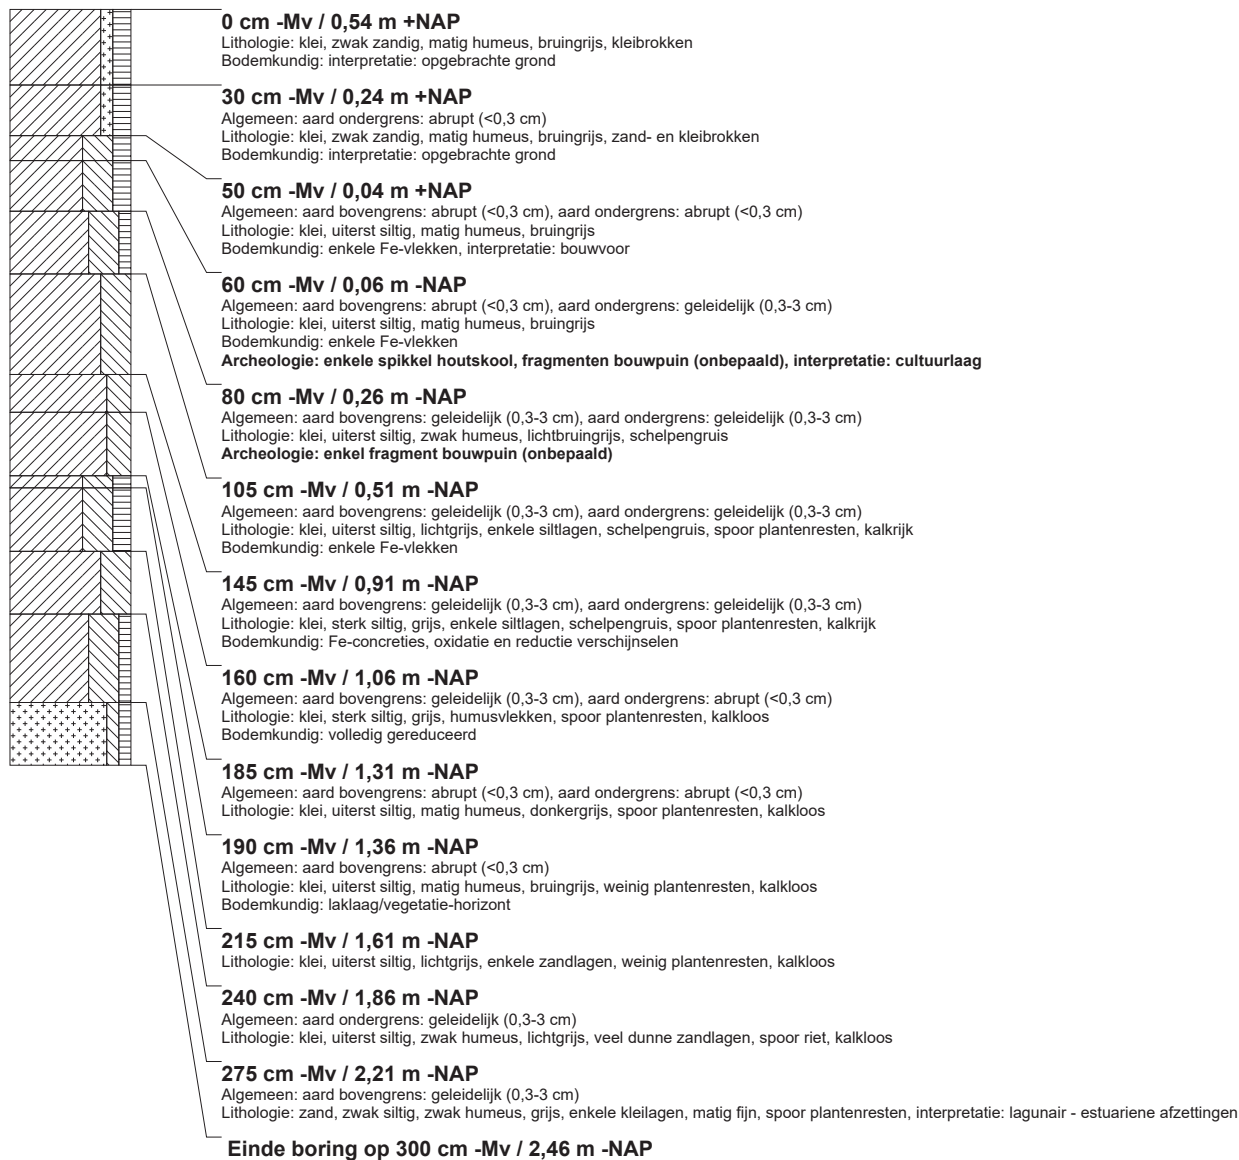 0 cm -Mv / 0,54 m +NAP
Lithologie: klei, zwak zandig, matig humeus, bruingrijs, kleibrokken
Bodemkundig: interpretatie: opgebrachte grond
30 cm -Mv / 0,24 m +NAP
Algemeen: aard ondergrens: abrupt (<0,3 cm)
Lithologie: klei, zwak zandig, matig humeus, bruingrijs, zand- en kleibrokken
Bodemkundig: interpretatie: opgebrachte grond
50 cm -Mv / 0,04 m +NAP
Algemeen: aard bovengrens: abrupt (<0,3 cm), aard ondergrens: abrupt (<0,3 cm)
Lithologie: klei, uiterst siltig, matig humeus, bruingrijs
Bodemkundig: enkele Fe-vlekken, interpretatie: bouwvoor
60 cm -Mv / 0,06 m -NAP
Algemeen: aard bovengrens: abrupt (<0,3 cm), aard ondergrens: geleidelijk (0,3-3 cm)
Lithologie: klei, uiterst siltig, matig humeus, bruingrijs
Bodemkundig: enkele Fe-vlekken
Archeologie: enkele spikkel houtskool, fragmenten bouwpuin (onbepaald), interpretatie: cultuurlaag
80 cm -Mv / 0,26 m -NAP
Algemeen: aard bovengrens: geleidelijk (0,3-3 cm), aard ondergrens: geleidelijk (0,3-3 cm)
Lithologie: klei, uiterst siltig, zwak humeus, lichtbruingrijs, schelpengruis
Archeologie: enkel fragment bouwpuin (onbepaald)
105 cm -Mv / 0,51 m -NAP
Algemeen: aard bovengrens: geleidelijk (0,3-3 cm), aard ondergrens: geleidelijk (0,3-3 cm)
Lithologie: klei, uiterst siltig, lichtgrijs, enkele siltlagen, schelpengruis, spoor plantenresten, kalkrijk
Bodemkundig: enkele Fe-vlekken
145 cm -Mv / 0,91 m -NAP
Algemeen: aard bovengrens: geleidelijk (0,3-3 cm), aard ondergrens: geleidelijk (0,3-3 cm)
Lithologie: klei, sterk siltig, grijs, enkele siltlagen, schelpengruis, spoor plantenresten, kalkrijk
Bodemkundig: Fe-concreties, oxidatie en reductie verschijnselen
160 cm -Mv / 1,06 m -NAP
Algemeen: aard bovengrens: geleidelijk (0,3-3 cm), aard ondergrens: abrupt (<0,3 cm)
Lithologie: klei, sterk siltig, grijs, humusvlekken, spoor plantenresten, kalkloos
Bodemkundig: volledig gereduceerd
185 cm -Mv / 1,31 m -NAP
Algemeen: aard bovengrens: abrupt (<0,3 cm), aard ondergrens: abrupt (<0,3 cm)
Lithologie: klei, uiterst siltig, matig humeus, donkergrijs, spoor plantenresten, kalkloos
190 cm -Mv / 1,36 m -NAP
Algemeen: aard bovengrens: abrupt (<0,3 cm)
Lithologie: klei, uiterst siltig, matig humeus, bruingrijs, weinig plantenresten, kalkloos
Bodemkundig: laklaag/vegetatie-horizont
215 cm -Mv / 1,61 m -NAP
Lithologie: klei, uiterst siltig, lichtgrijs, enkele zandlagen, weinig plantenresten, kalkloos
240 cm -Mv / 1,86 m -NAP
Algemeen: aard ondergrens: geleidelijk (0,3-3 cm)
Lithologie: klei, uiterst siltig, zwak humeus, lichtgrijs, veel dunne zandlagen, spoor riet, kalkloos
275 cm -Mv / 2,21 m -NAP
Algemeen: aard bovengrens: geleidelijk (0,3-3 cm)
Lithologie: zand, zwak siltig, zwak humeus, grijs, enkele kleilagen, matig fijn, spoor plantenresten, interpretatie: lagunair - estuariene afzettingen
Einde boring op 300 cm -Mv / 2,46 m -NAP